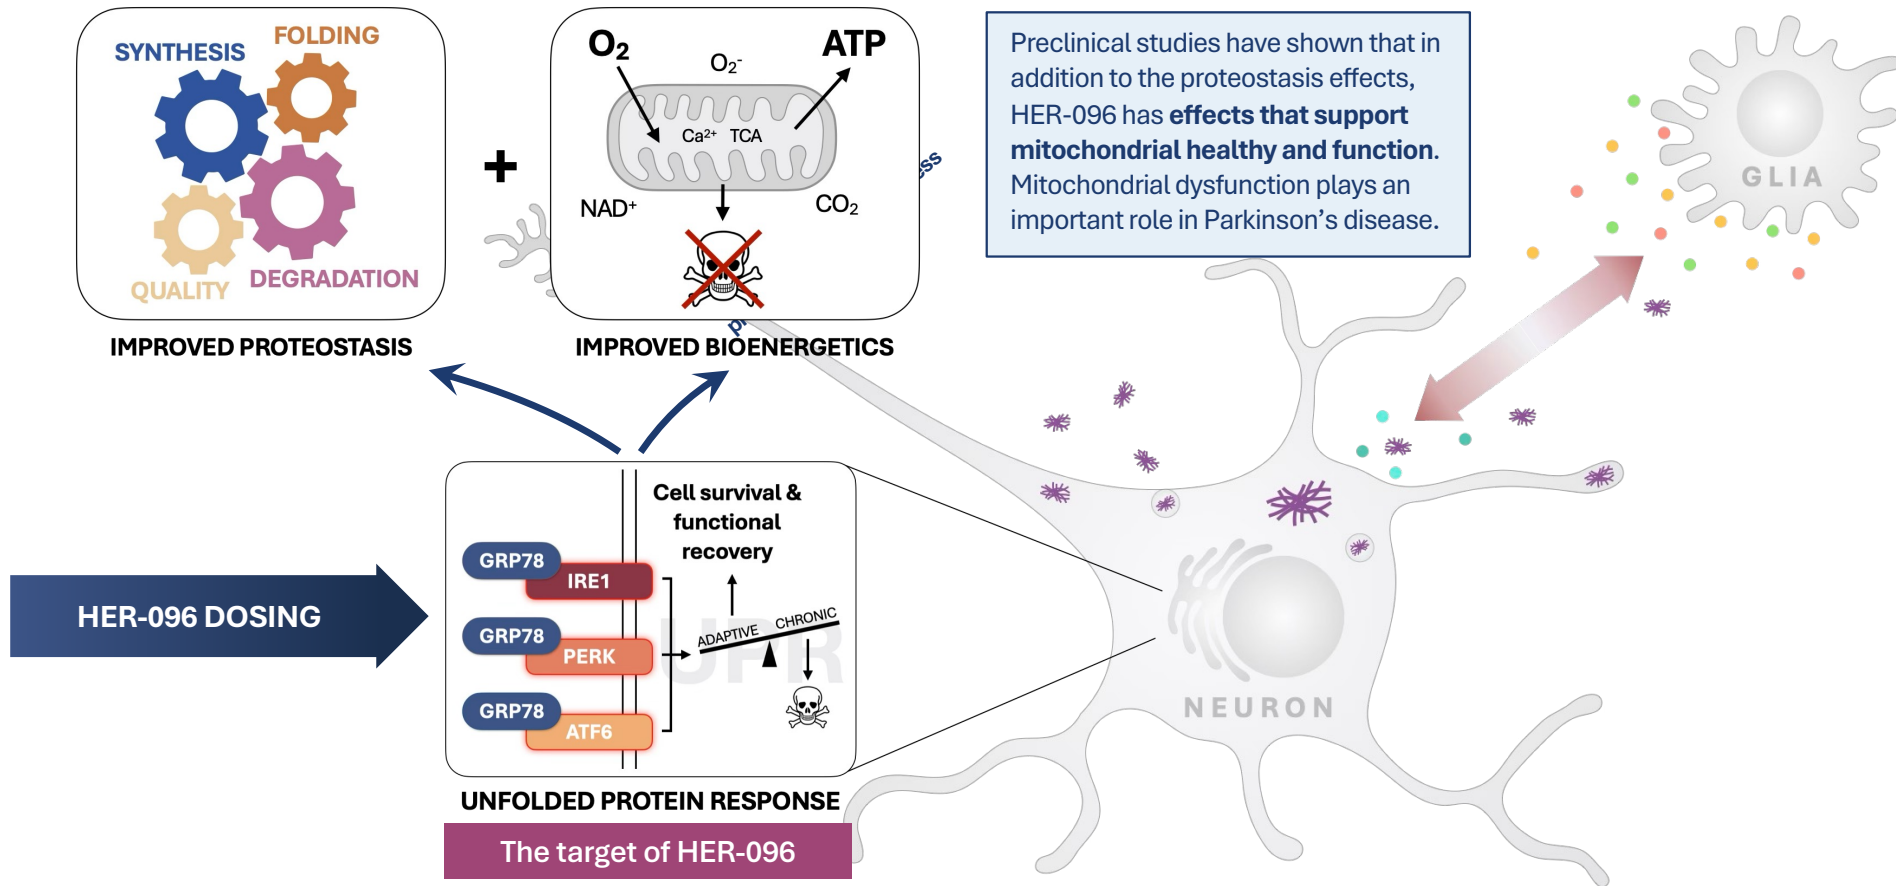 SYNTHESIS
FOLDING
QUALITY
DEGRADATION
IMPROVED PROTEOSTASIS
+
O₂
O₂⁻
ATP
Ca²⁺ TCA
NAD⁺
CO₂
IMPROVED BIOENERGETICS
ess
Preclinical studies have shown that in
addition to the proteostasis effects,
HER-096 has effects that support
mitochondrial healthy and function.
Mitochondrial dysfunction plays an
important role in Parkinson's disease.
GLIA
HER-096 DOSING
Cell survival &
functional
recovery
GRP78
IRE1
GRP78
PERK
GRP78
ATF6
UPR
ADAPTIVE
CHRONIC
UNFOLDED PROTEIN RESPONSE
The target of HER-096
NEURON